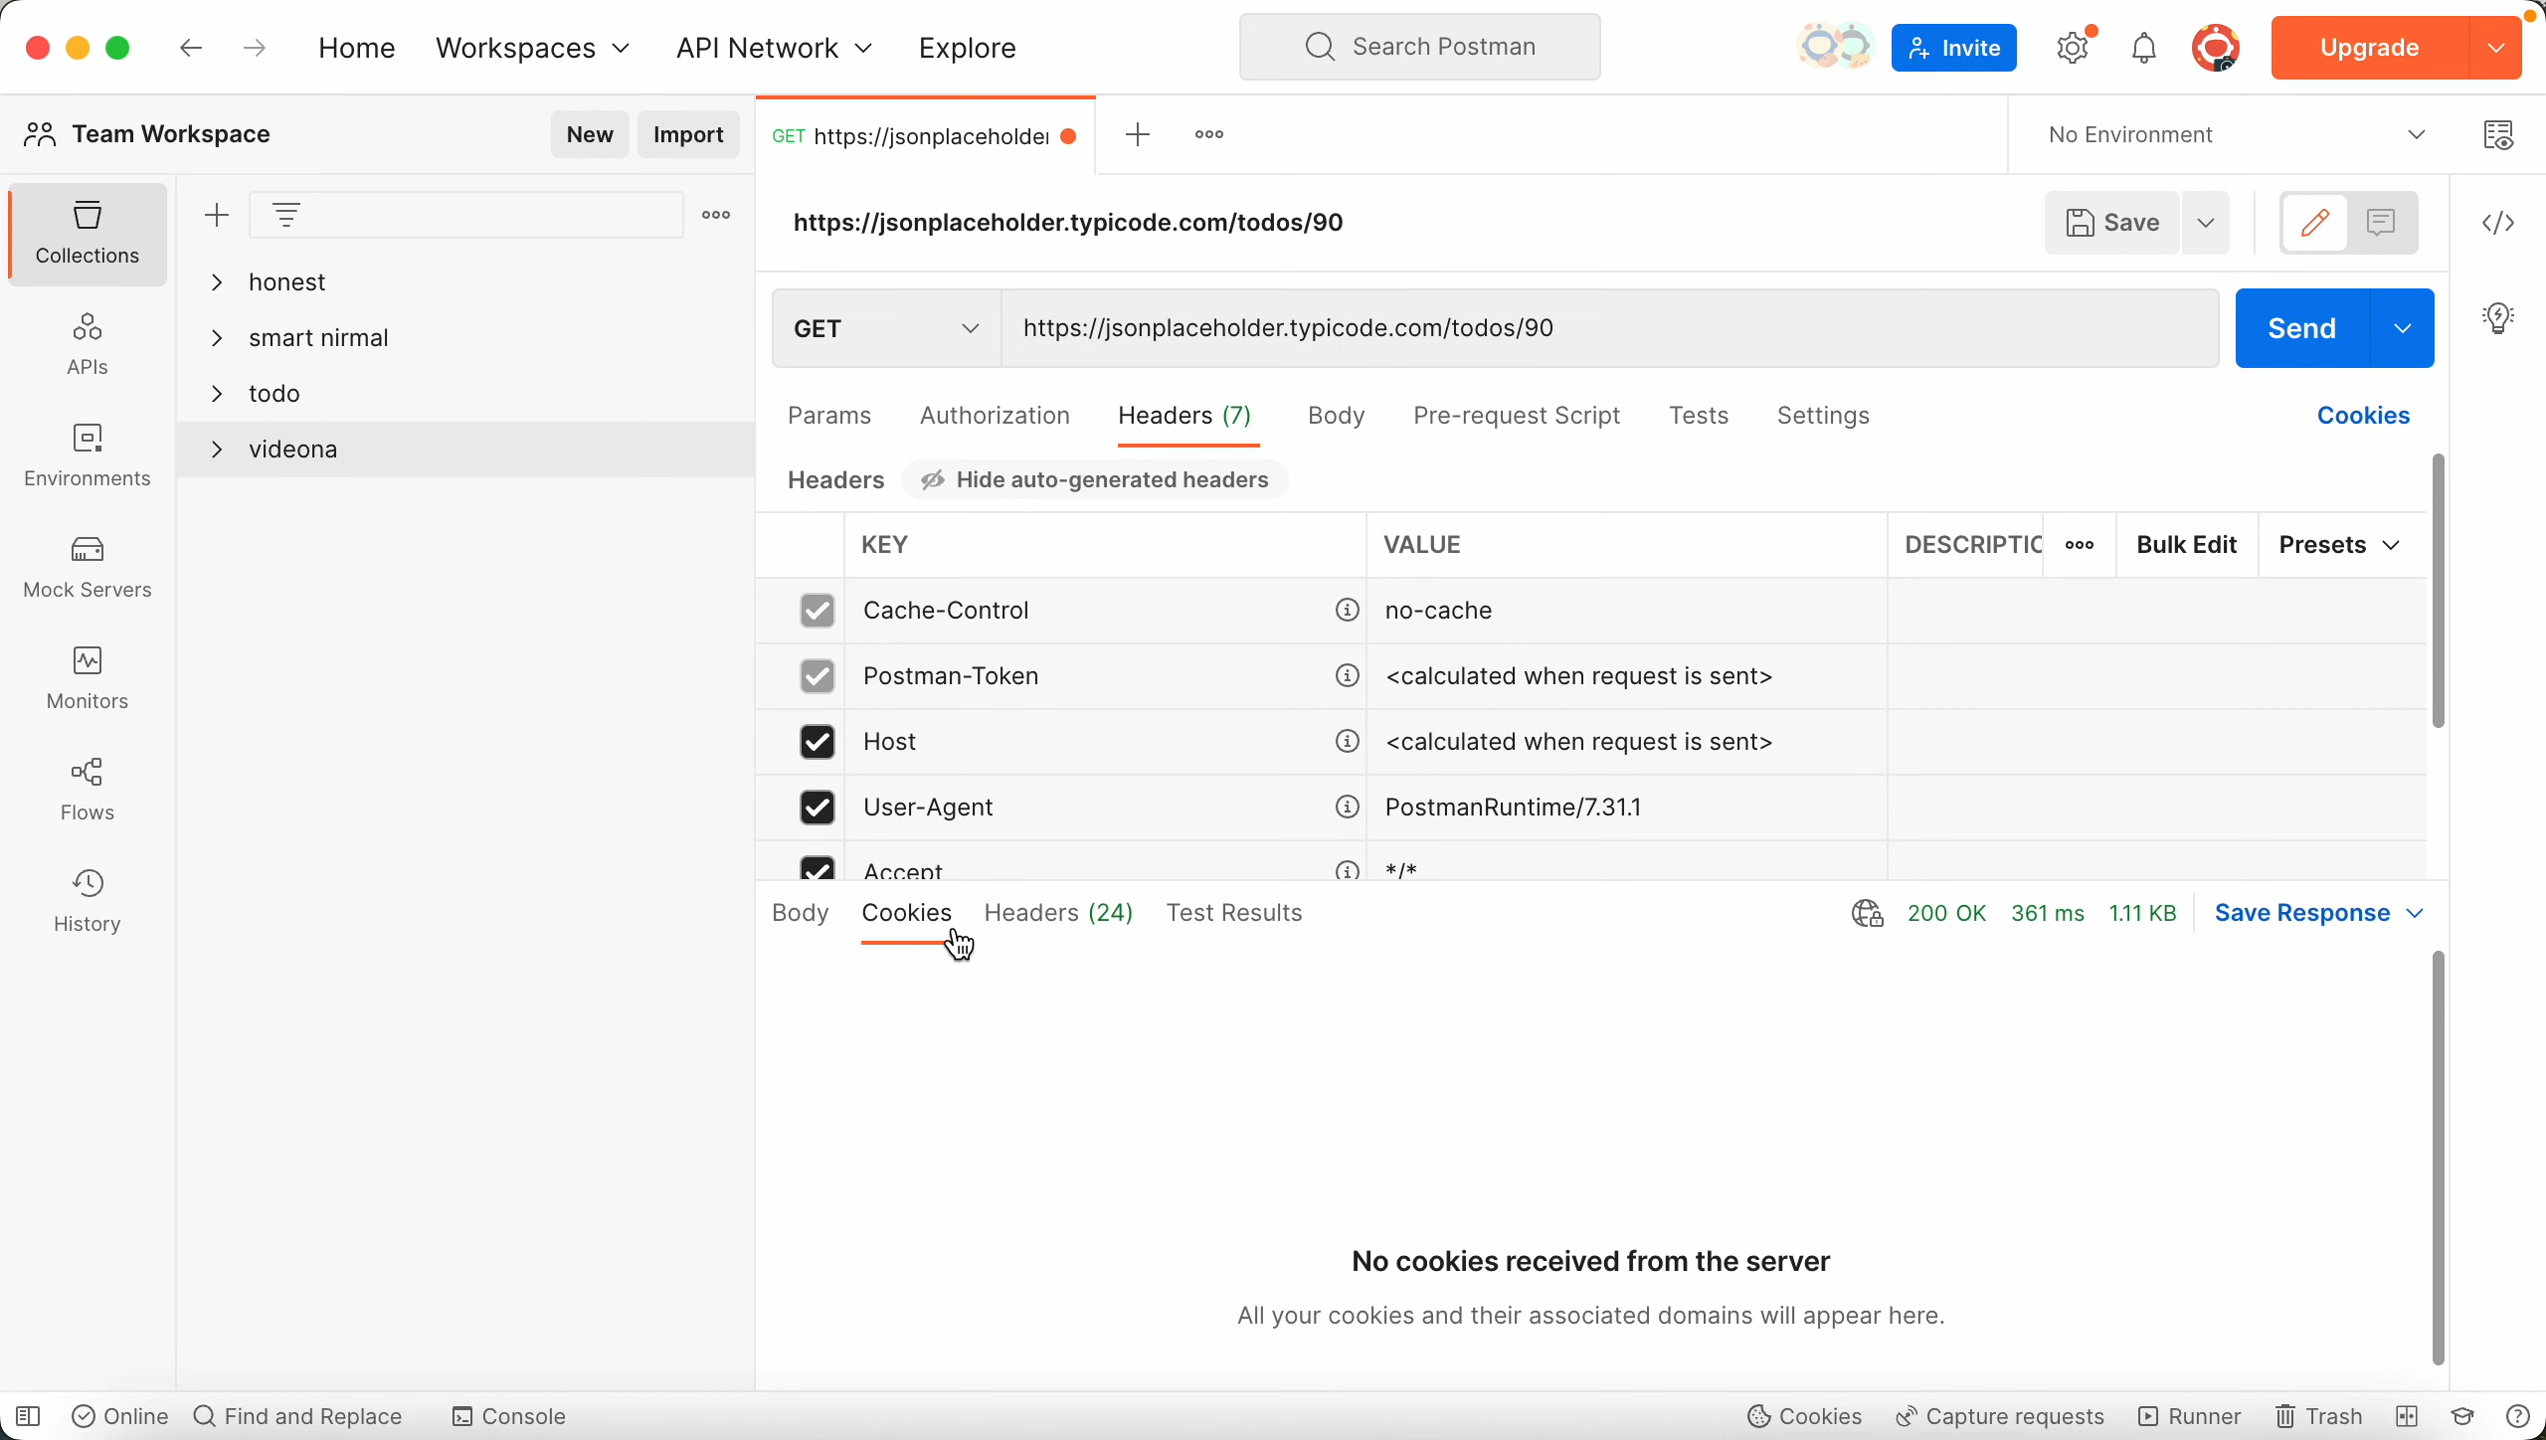 Home
Workspaces
API Network
Explore
Search Postman
Invite
Upgrade
Team Workspace
New
Import
GET https://jsonplaceholder
No Environment
Collections
APIs
Environments
Mock Servers
Monitors
Flows
History
honest
smart nirmal
todo
videona
https://jsonplaceholder.typicode.com/todos/90
Save
GET
https://jsonplaceholder.typicode.com/todos/90
Send
Params
Authorization
Headers (7)
Body
Pre-request Script
Tests
Settings
Cookies
Headers
Hide auto-generated headers
KEY
VALUE
DESCRIPTIO
Bulk Edit
Presets
Cache-Control
no-cache
Postman-Token
<calculated when request is sent>
Host
<calculated when request is sent>
User-Agent
PostmanRuntime/7.31.1
Accept
*/*
Body
Cookies
Headers (24)
Test Results
200 OK
361 ms
1.11 KB
Save Response
No cookies received from the server
All your cookies and their associated domains will appear here.
Online
Find and Replace
Console
Cookies
Capture requests
Runner
Trash